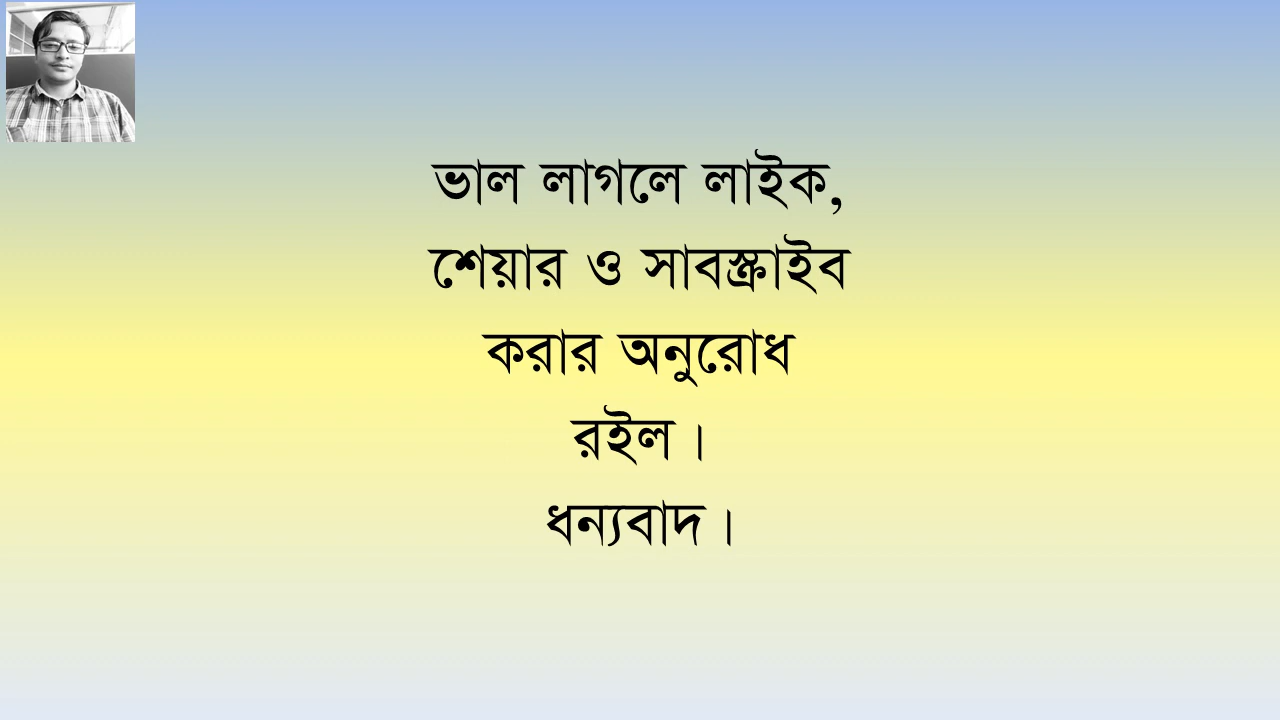 ভাল লাগলে লাইক,
শেয়ার ও সাবস্ক্রাইব
করার অনুরোধ
রইল।
ধন্যবাদ।